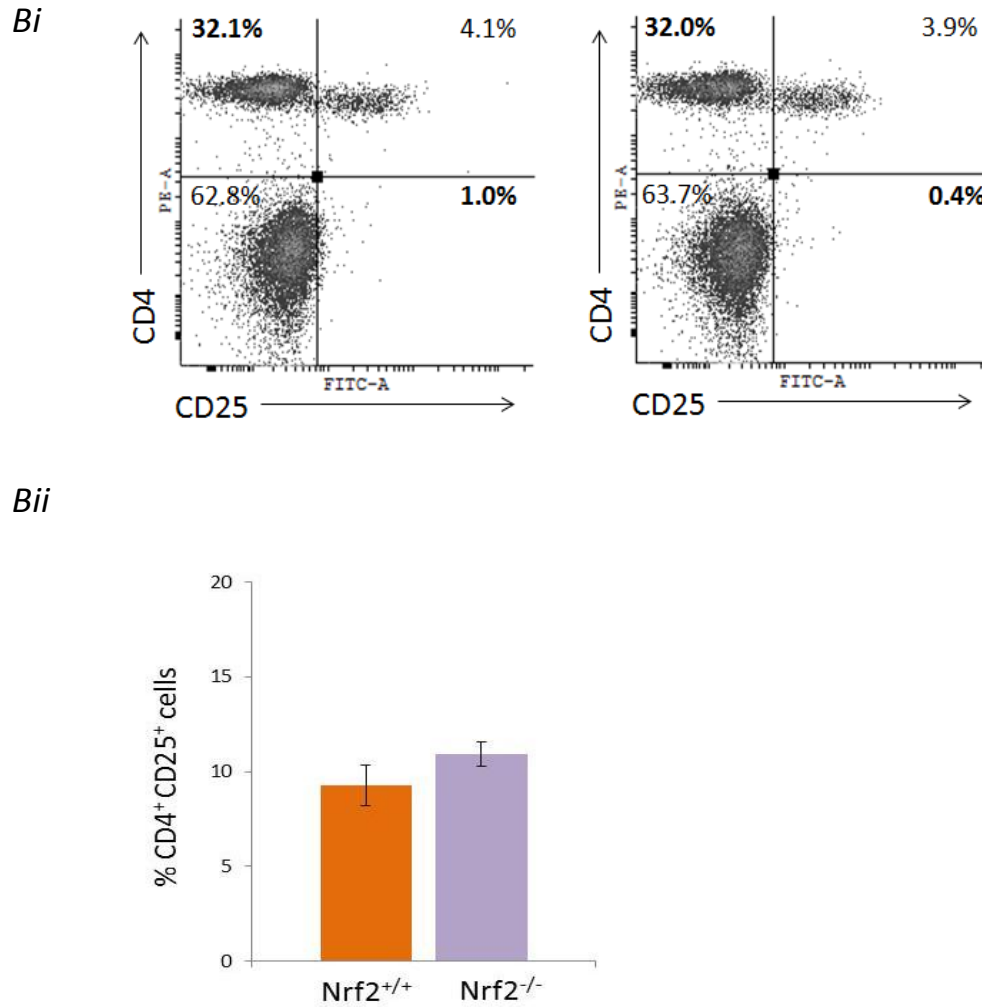 Bi
32.1% 4.1%
62.8% 1.0%
PE-A
CD4
FITC-A
CD25
32.0% 3.9%
63.7% 0.4%
PE-A
CD4
FITC-A
CD25
Bii
20
15
10
5
0
% CD4⁺ CD25⁺ cells
Nrf2⁺/⁺ Nrf2⁻/⁻